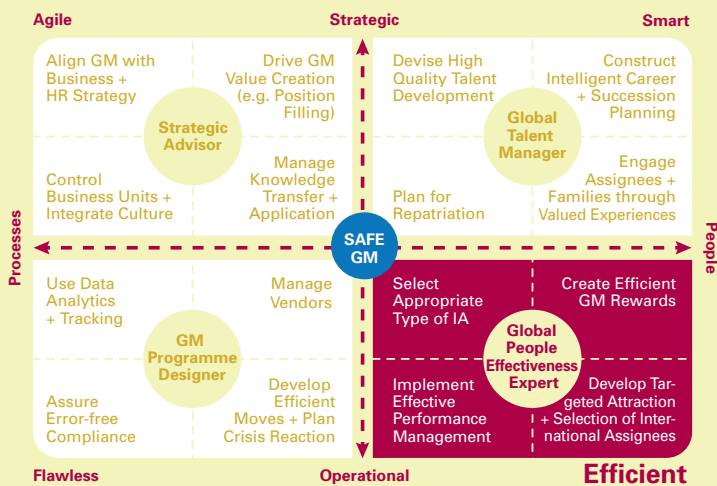 Agile
Strategic
Smart
Align GM with
Business +
HR Strategy
Drive GM
Value Creation
(e.g. Position
Filling)
Strategic
Advisor
Control
Business Units +
Integrate Culture
Manage
Knowledge
Transfer +
Application
Devise High
Quality Talent
Development
Construct
Intelligent Career
+ Succession
Planning
Global
Talent
Manager
Plan for
Repatriation
Engage
Assignees +
Families through
Valued Experiences
Processes
SAFE
GM
People
Use Data
Analytics
+ Tracking
Manage
Vendors
GM
Programme
Designer
Assure
Error-free
Compliance
Develop
Efficient
Moves + Plan
Crisis Reaction
Select
Appropriate
Type of IA
Create Efficient
GM Rewards
Global
People
Effectiveness
Expert
Implement
Effective
Performance
Management
Develop Tar-
geted Attraction
+ Selection of Inter-
national Assignees
Flawless
Operational
Efficient